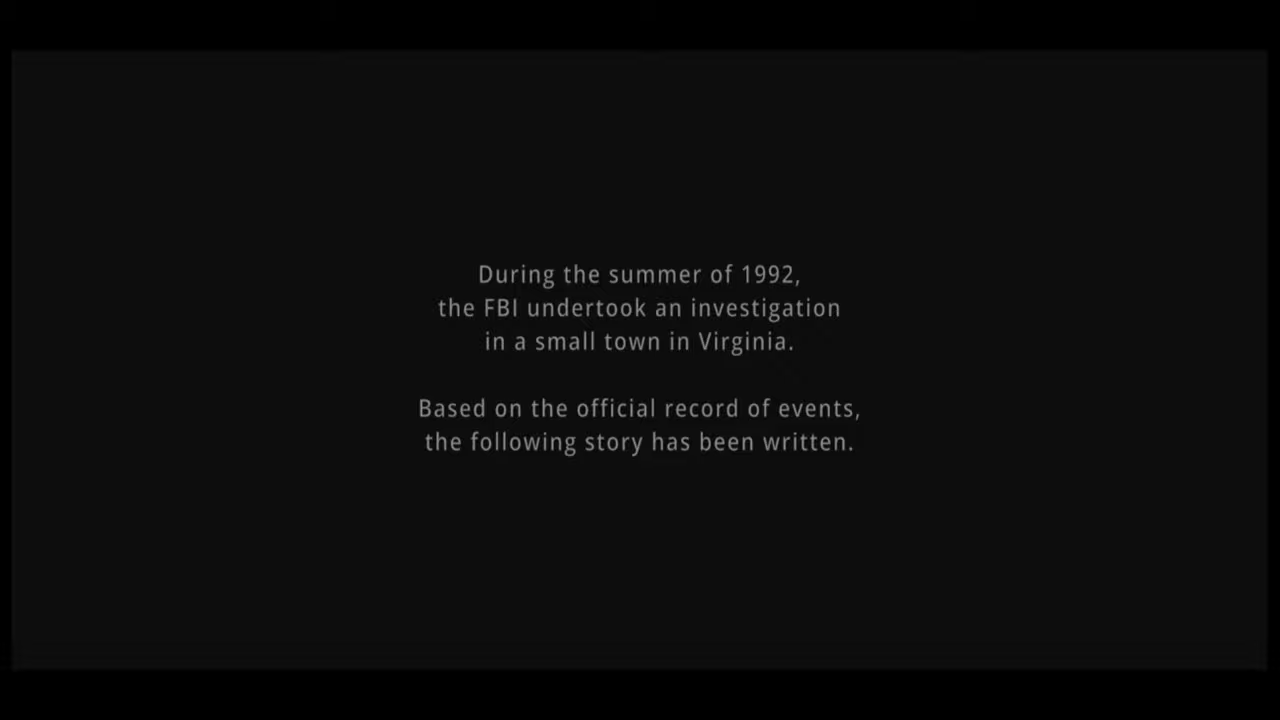 During the summer of 1992,
the FBI undertook an investigation
in a small town in Virginia.
Based on the official record of events,
the following story has been written.